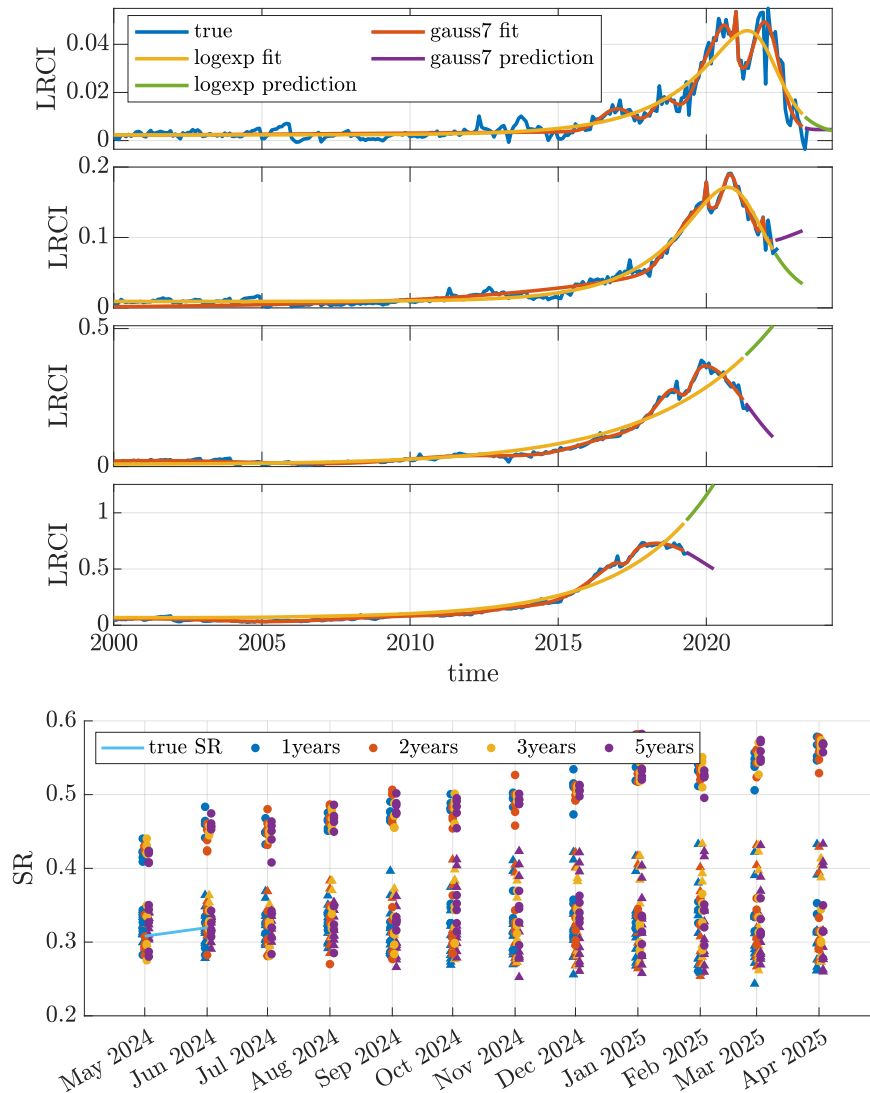 true
gauss7 fit
logexp fit
gauss7 prediction
logexp prediction
LRCI
0.04
0.02
0
LRCI
0.2
0.1
0
LRCI
0.5
0
LRCI
1
0.5
0
2000 2005 2010 2015 2020
time
true SR 1years 2years 3years 5years
SR
0.6
0.5
0.4
0.3
0.2
May 2024
Jun 2024
Jul 2024
Aug 2024
Sep 2024
Oct 2024
Nov 2024
Dec 2024
Jan 2025
Feb 2025
Mar 2025
Apr 2025